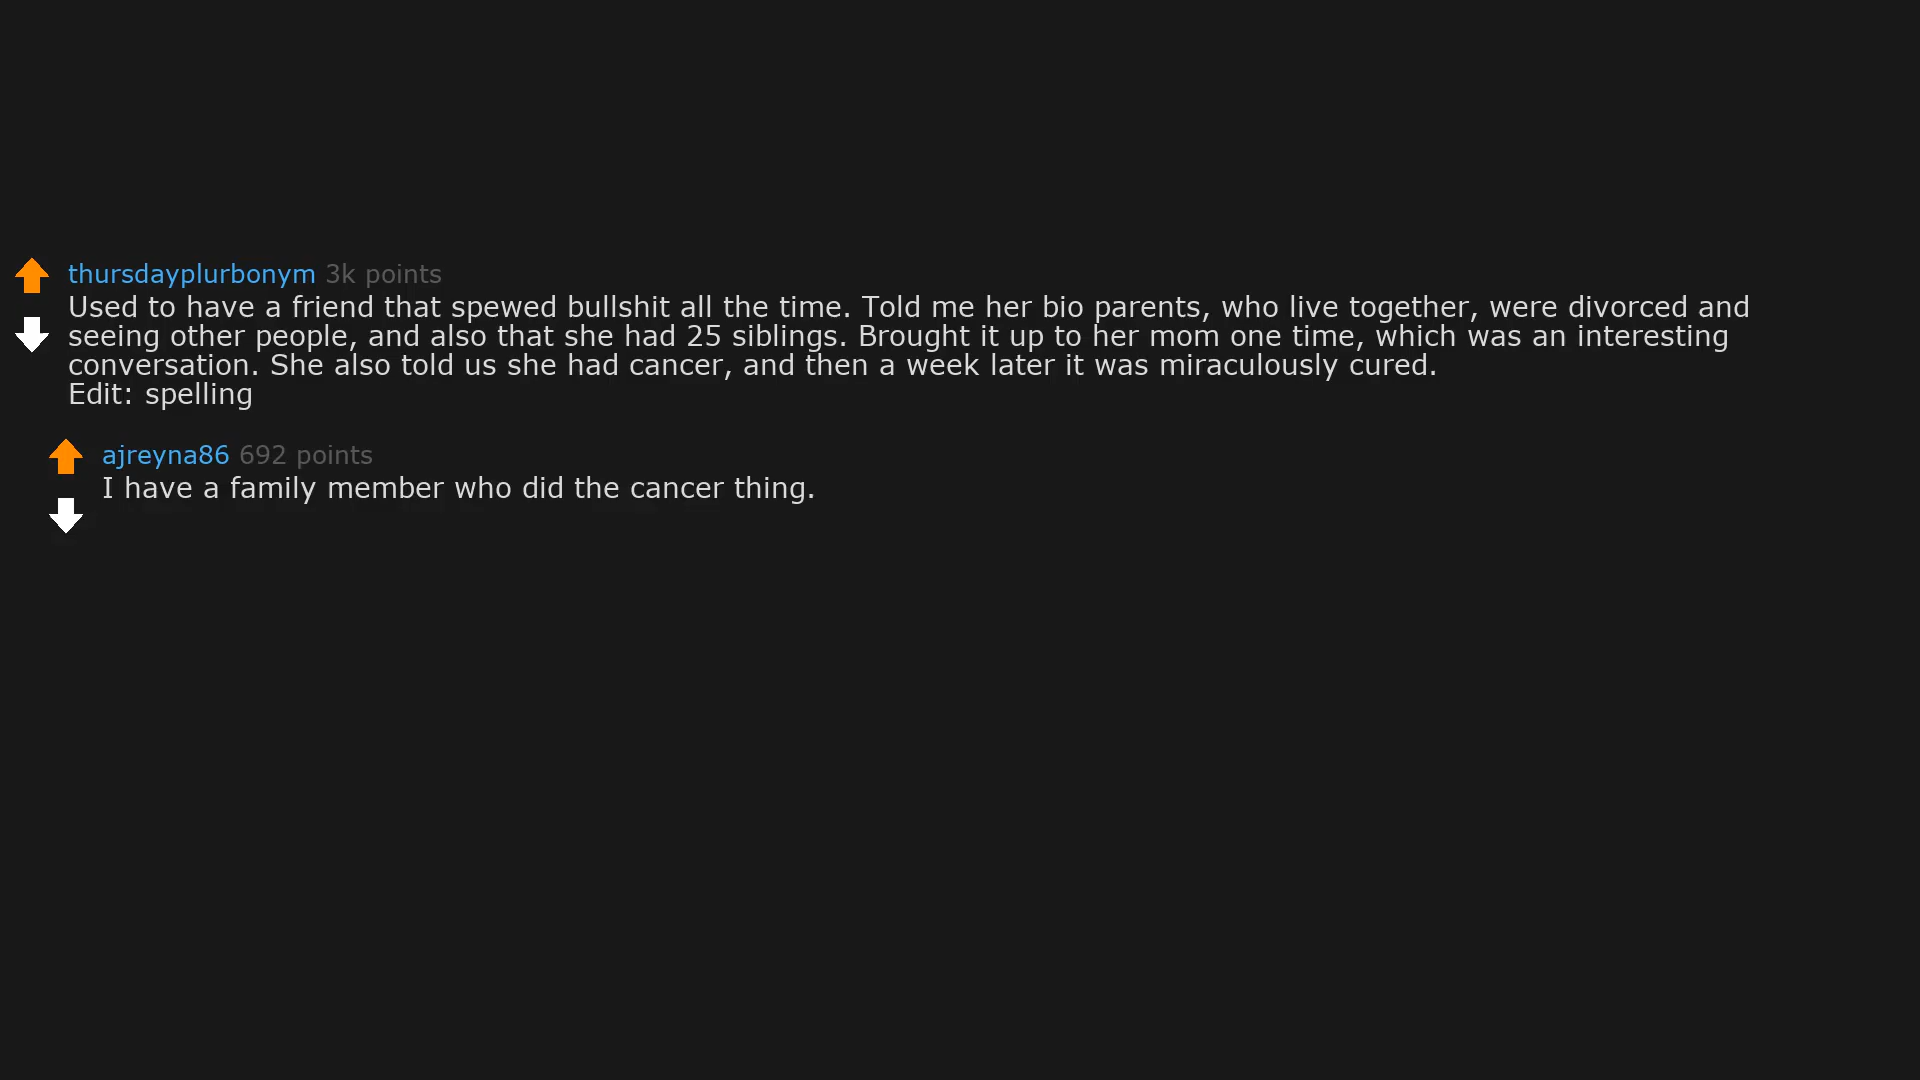 thursdayplurbonym 3k points
Used to have a friend that spewed bullshit all the time. Told me her bio parents, who live together, were divorced and
seeing other people, and also that she had 25 siblings. Brought it up to her mom one time, which was an interesting
conversation. She also told us she had cancer, and then a week later it was miraculously cured.
Edit: spelling
ajreyna86 692 points
I have a family member who did the cancer thing.